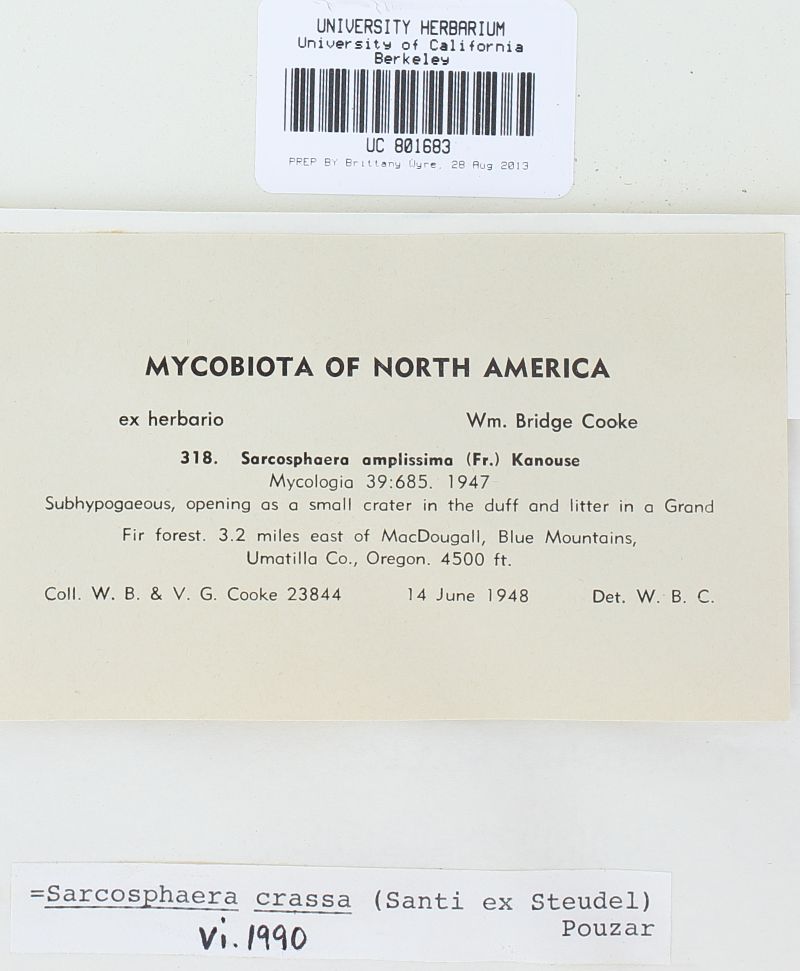 UNIVERSITY HERBARIUM
University of California
Berkeley
UC 801683
PREP BY Brittany Oyre, 28 Aug 2013
MYCOBIOTA OF NORTH AMERICA
ex herbario Wm. Bridge Cooke
318. Sarcosphaera amplissima (Fr.) Kanouse
Mycologia 39:685. 1947
Subhypogaeous, opening as a small crater in the duff and litter in a Grand
Fir forest. 3.2 miles east of MacDougall, Blue Mountains,
Umatilla Co., Oregon. 4500 ft.
Coll. W. B. & V. G. Cooke 23844 14 June 1948 Det. W. B. C.
=Sarcosphaera crassa (Santi ex Steudel)
Pouzar
Vi.1990